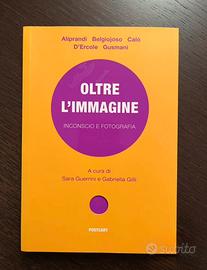 Aliprandi Belgiojoso Calò
D'Ercole Gusmani
OLTRE
L'IMMAGINE
INCONSCIO E FOTOGRAFIA
A cura di
Sara Guerrini e Gabriella Gilli
POSTCART
subito